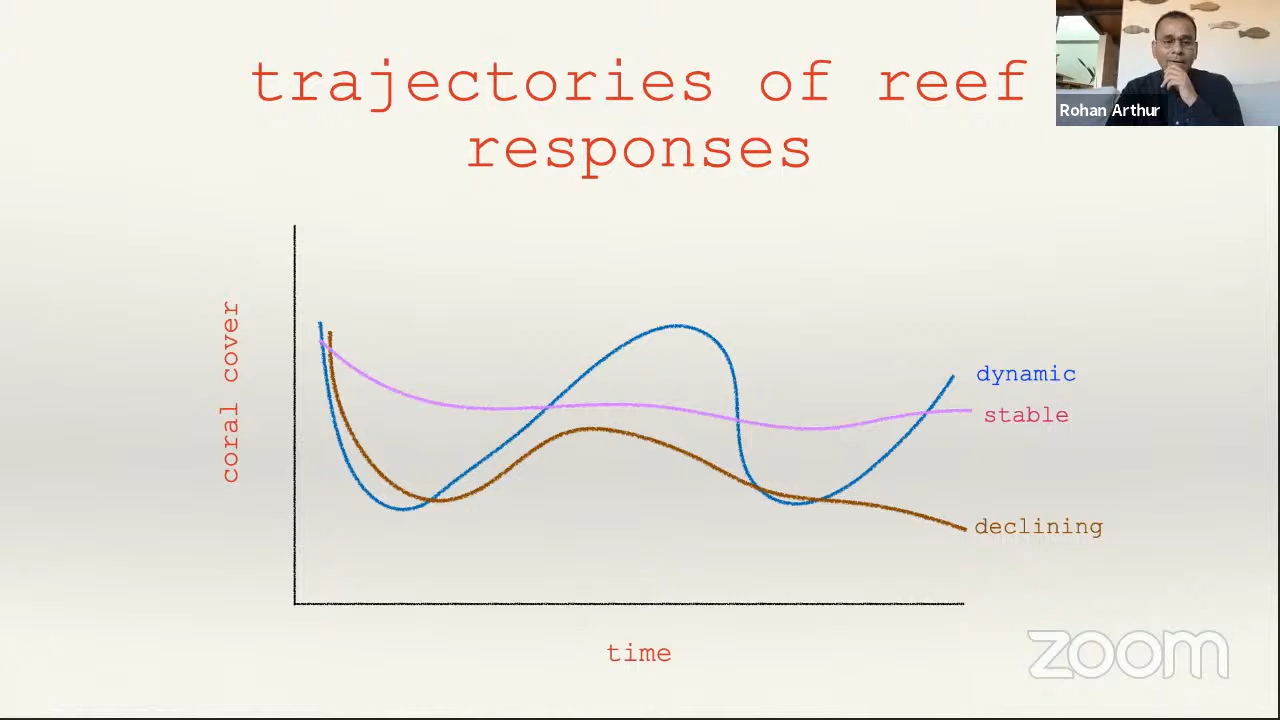 trajectories of reef
responses
Rohan Arthur
coral cover
dynamic
stable
declining
time
zoom